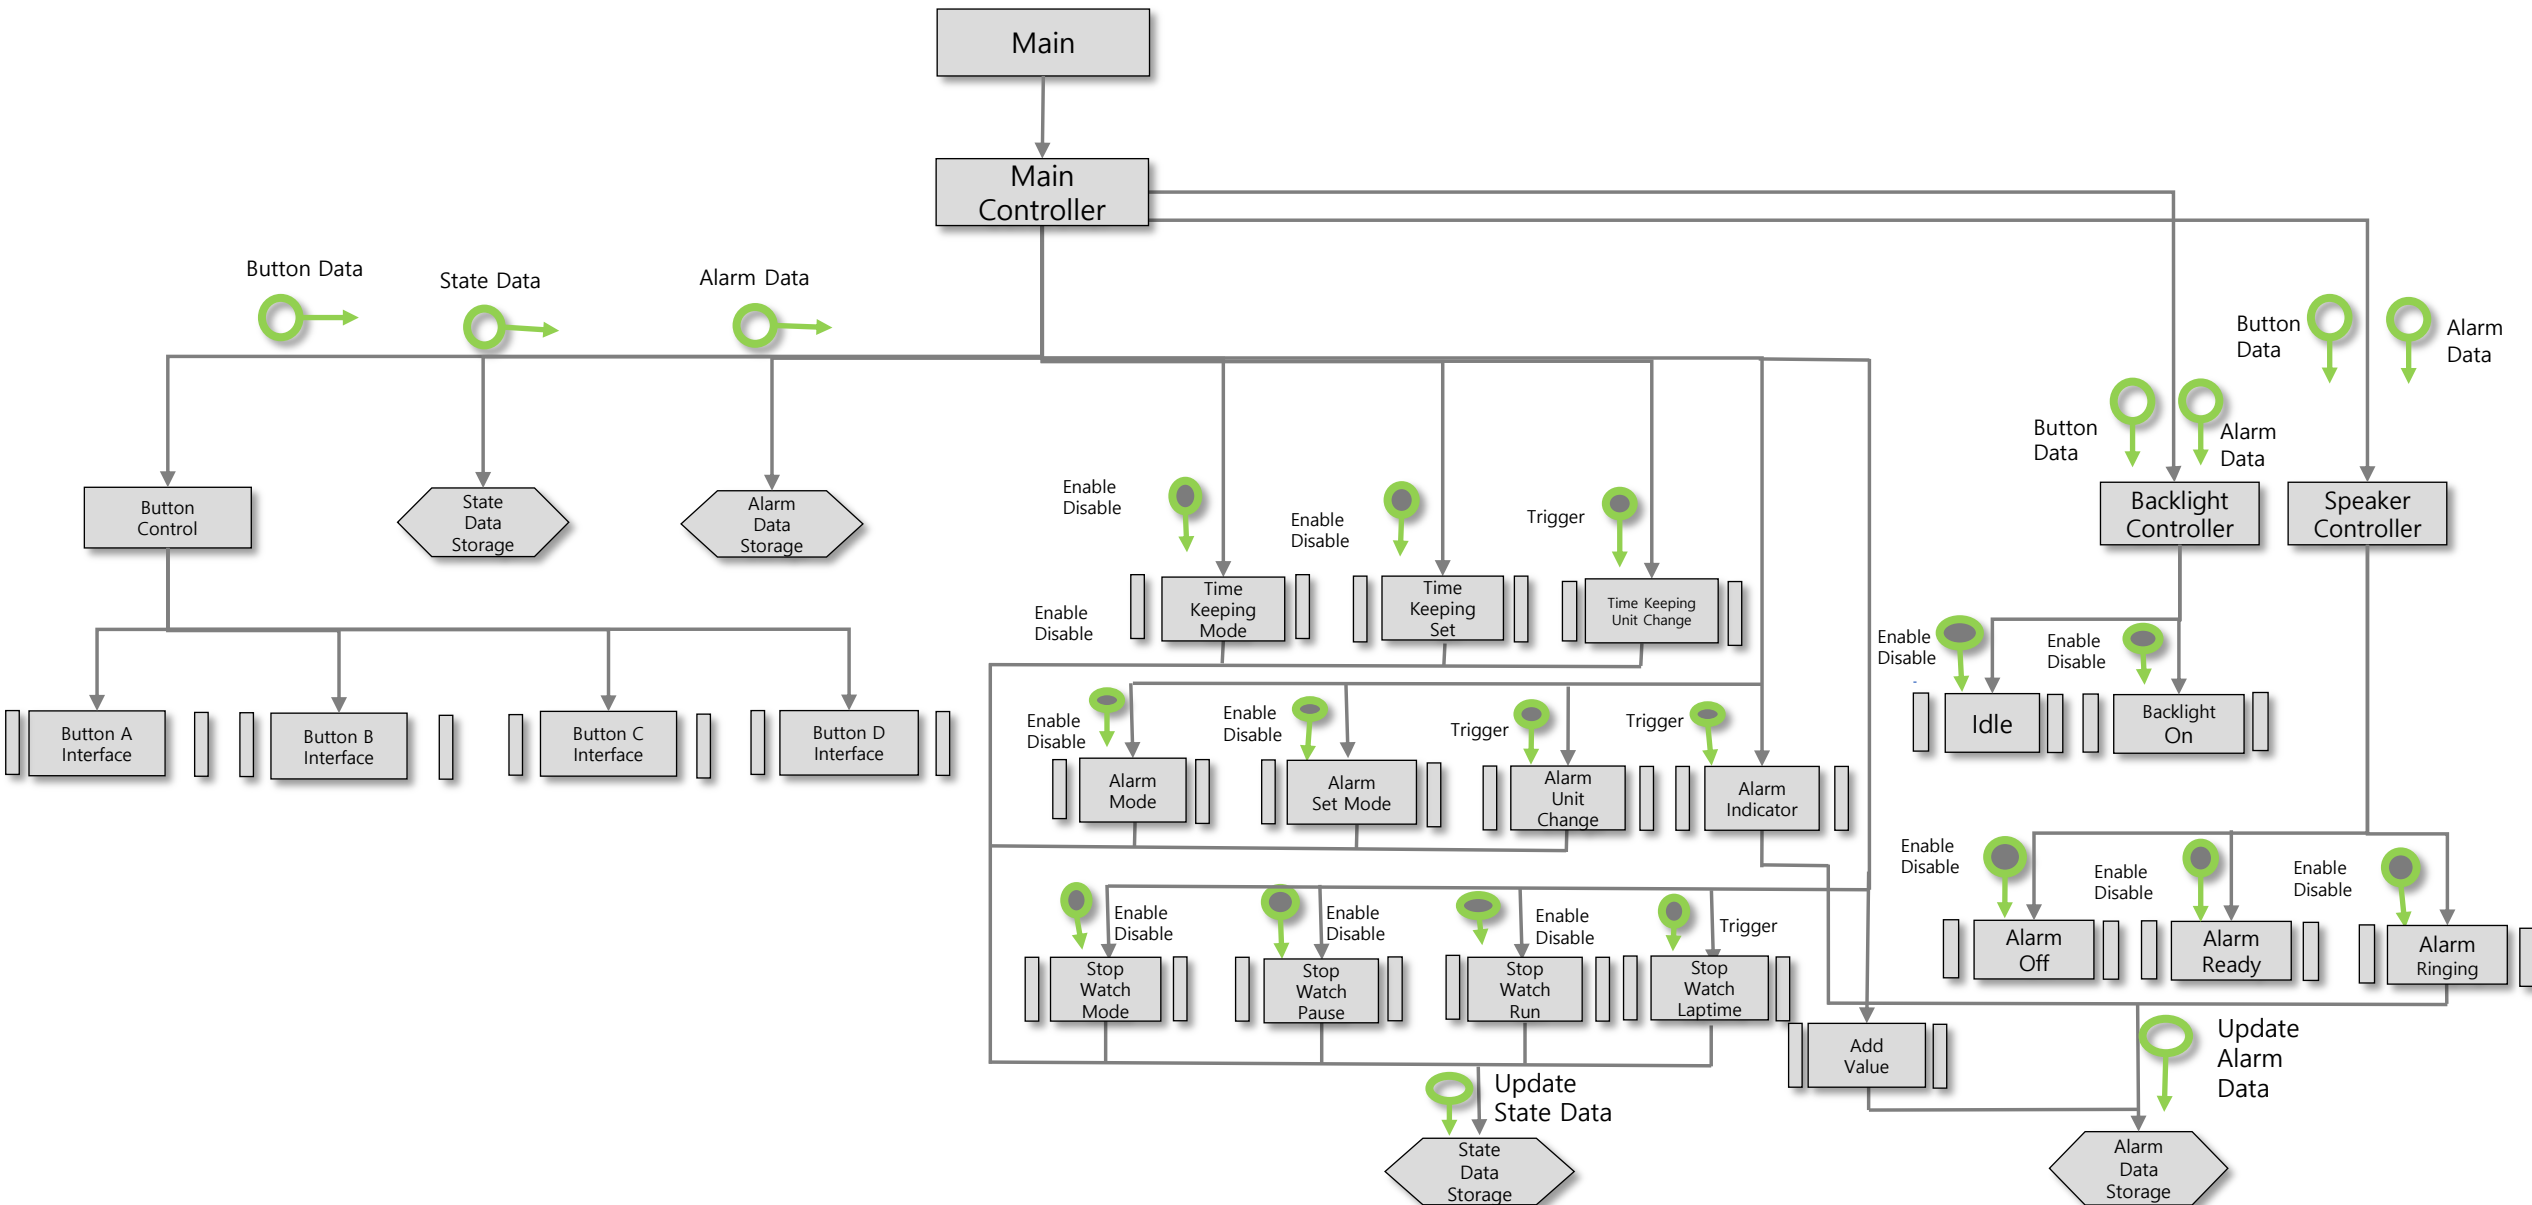 Main
Main
Controller
Button Data
State Data
Alarm Data
Button
Data
Alarm
Data
Button
Data
Alarm
Data
Button
Control
State
Data
Storage
Alarm
Data
Storage
Enable
Disable
Enable
Disable
Trigger
Backlight
Controller
Speaker
Controller
Enable
Disable
Time
Keeping
Mode
Time
Keeping
Set
Time Keeping
Unit Change
Enable
Disable
Enable
Disable
Button A
Interface
Button B
Interface
Button C
Interface
Button D
Interface
Enable
Disable
Enable
Disable
Trigger
Trigger
Idle
Backlight
On
Alarm
Mode
Alarm
Set Mode
Alarm
Unit
Change
Alarm
Indicator
Enable
Disable
Enable
Disable
Enable
Disable
Enable
Disable
Enable
Disable
Enable
Disable
Trigger
Alarm
Off
Alarm
Ready
Alarm
Ringing
Stop
Watch
Mode
Stop
Watch
Pause
Stop
Watch
Run
Stop
Watch
Laptime
Add
Value
Update
Alarm
Data
Update
State Data
State
Data
Storage
Alarm
Data
Storage